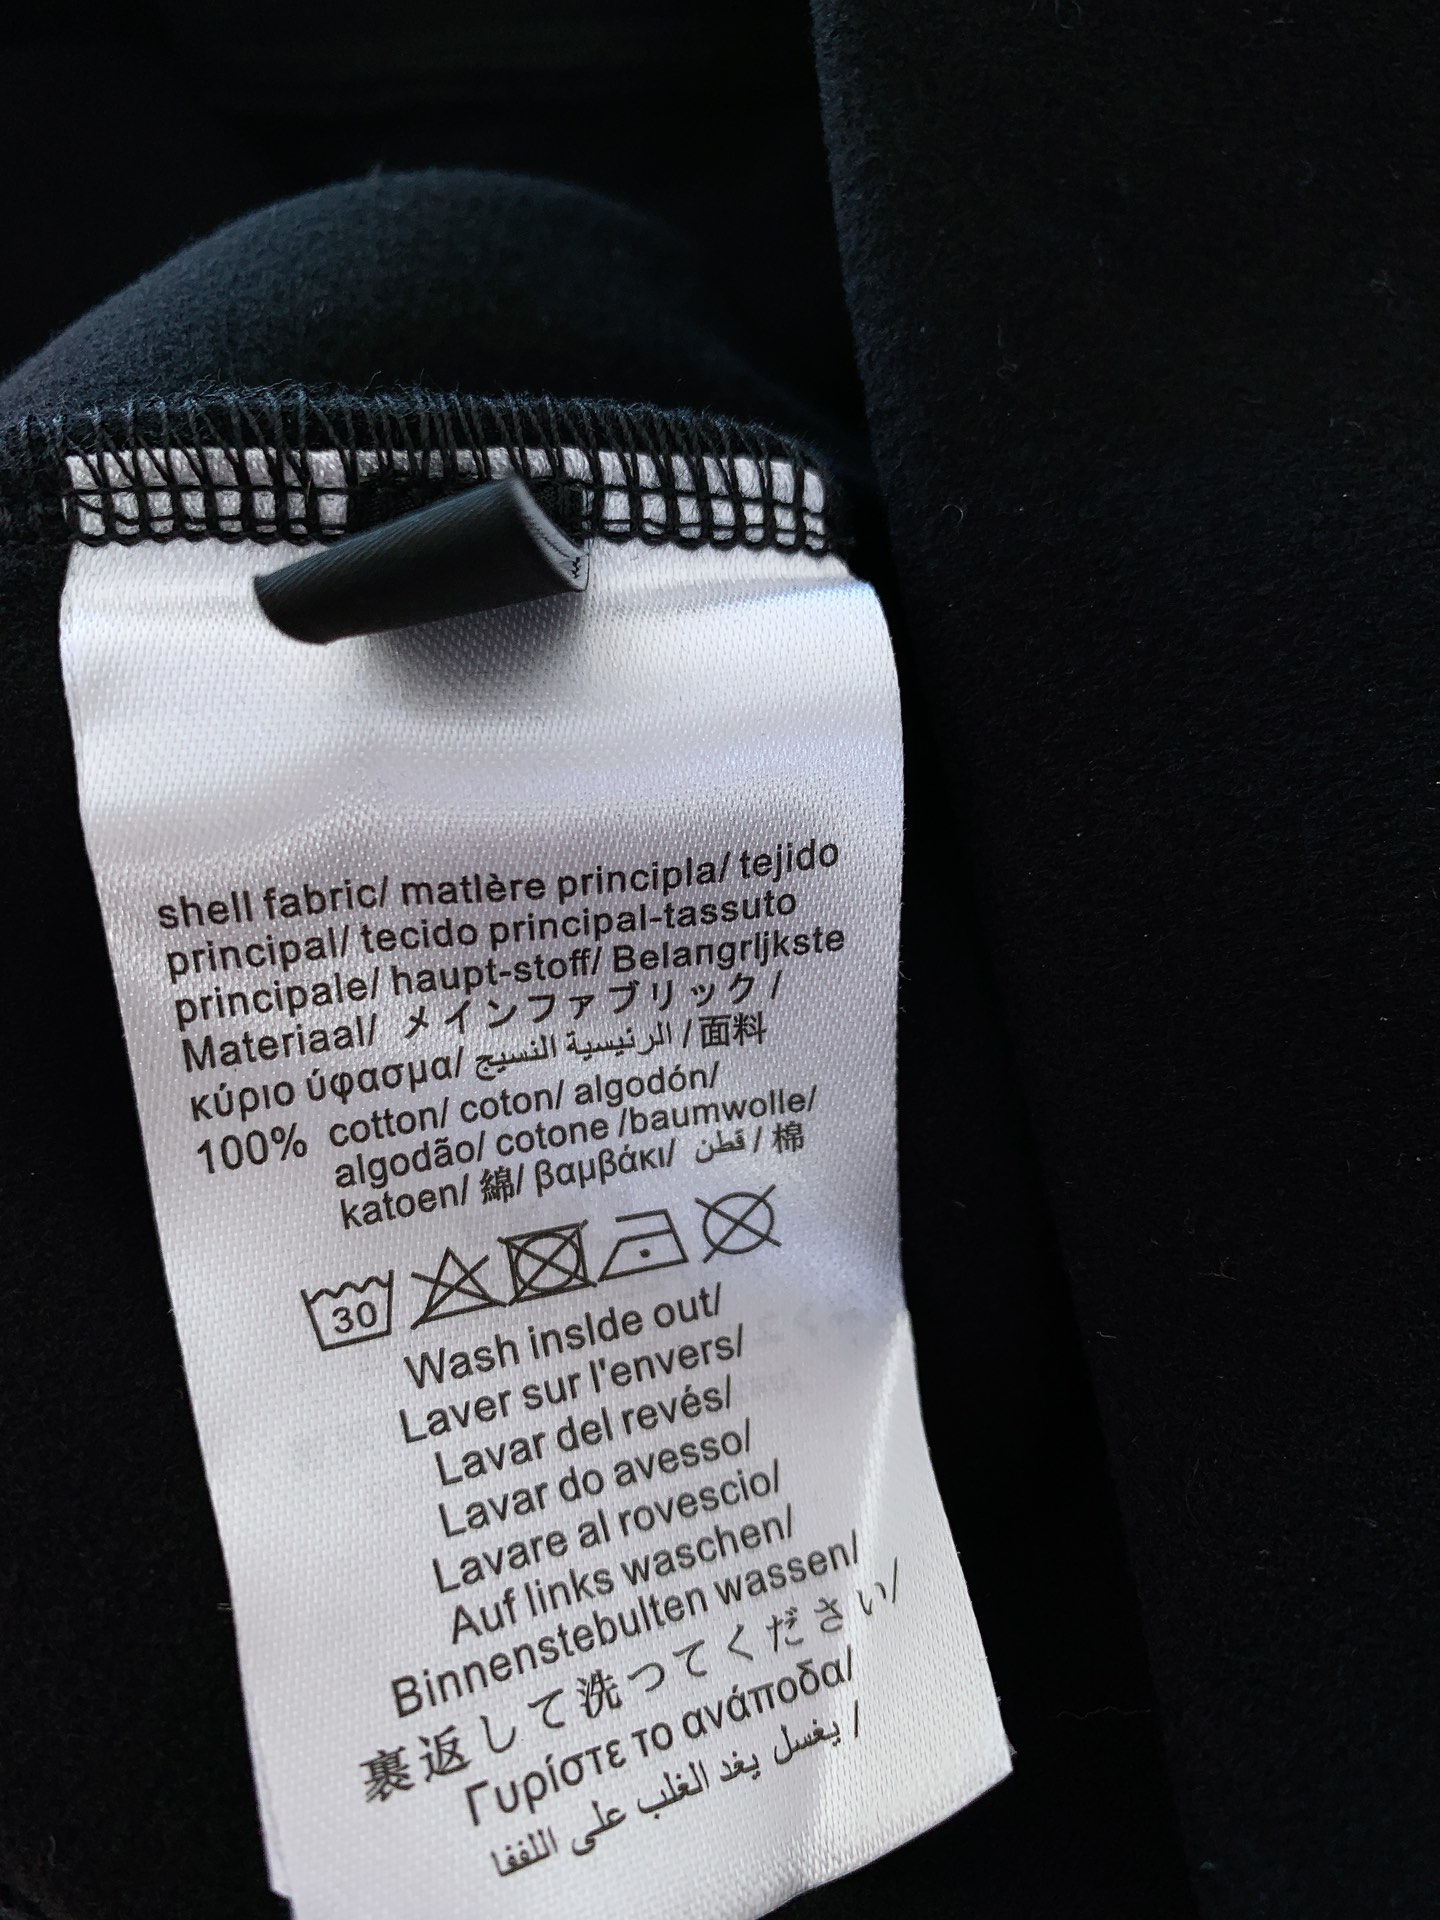 shell fabric/ matlère principla/ tejido
principal/ tecido principal-tassuto
principale/ haupt-stoff/ Belangrljkste
Materiaal/ メインファブリック/
κύριο ύφασμα/ الرئيسية النسيج / 面料
100% cotton/ coton/ algodón/
algodão/ cotone /baumwolle/
katoen/ 綿/ βαμβάκι/ قطن / 棉
30
Wash inslde out/
Laver sur l'envers/
Lavar del revés/
Lavar do avesso/
Lavare al rovescio/
Auf links waschen/
Binnenstebulten wassen/
裏返して洗ってください/
Γυρίστε το ανάποδα/
يغسل يغد الغلب على اللففا /